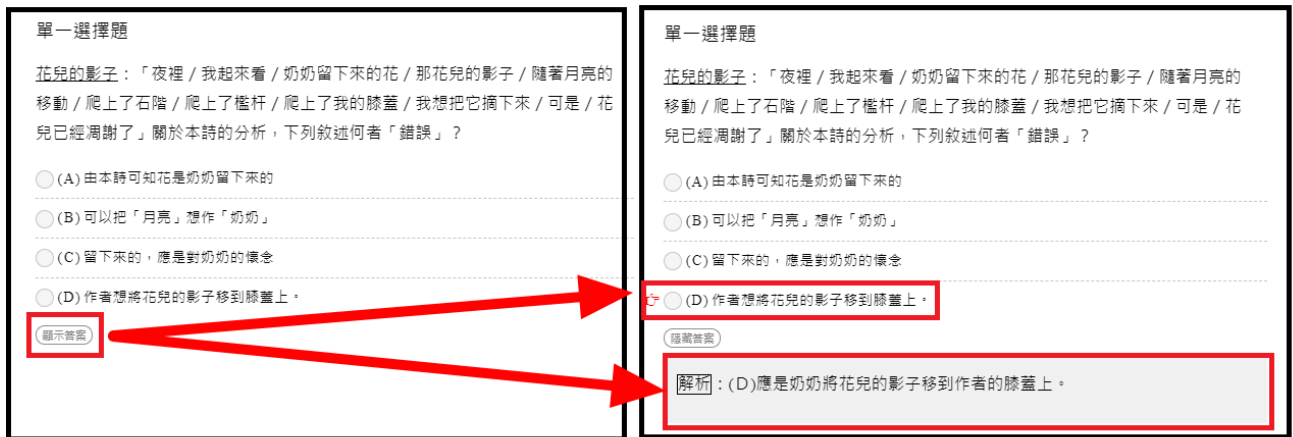 單一選擇題
花兒的影子：「夜裡／我起來看／奶奶留下來的花／那花兒的影子／隨著月亮的
移動／爬上了石階／爬上了檻杆／爬上了我的膝蓋／我想把它摘下來／可是／花
兒已經凋謝了」關於本詩的分析，下列敘述何者「錯誤」？
(A) 由本詩可知花是奶奶留下來的
(B) 可以把「月亮」想作「奶奶」
(C) 留下來的，應是對奶奶的懷念
(D) 作者想將花兒的影子移到膝蓋上。
顯示答案
單一選擇題
花兒的影子：「夜裡／我起來看／奶奶留下來的花／那花兒的影子／隨著月亮的
移動／爬上了石階／爬上了檻杆／爬上了我的膝蓋／我想把它摘下來／可是／花
兒已經凋謝了」關於本詩的分析，下列敘述何者「錯誤」？
(A) 由本詩可知花是奶奶留下來的
(B) 可以把「月亮」想作「奶奶」
(C) 留下來的，應是對奶奶的懷念
(D) 作者想將花兒的影子移到膝蓋上。
隱藏答案
解析：(D)應是奶奶將花兒的影子移到作者的膝蓋上。